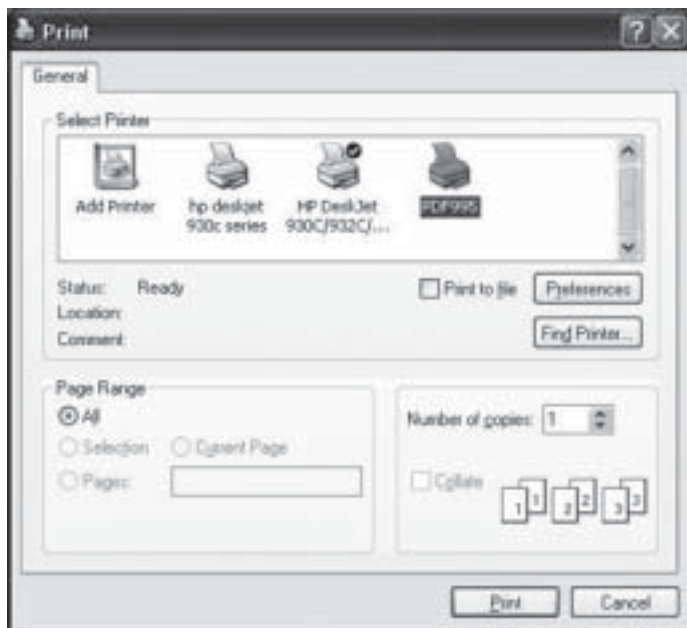 Print
General
Select Printer
Add Printer
hp deskjet
930c series
HP DeskJet
930C/932C/...
PDF995
Status: Ready
Location:
Comment:
Print to file
Preferences
Find Printer...
Page Range
All
Selection
Current Page
Pages:
Number of copies: 1
Collate
1 1 2 2 3 3
Print
Cancel